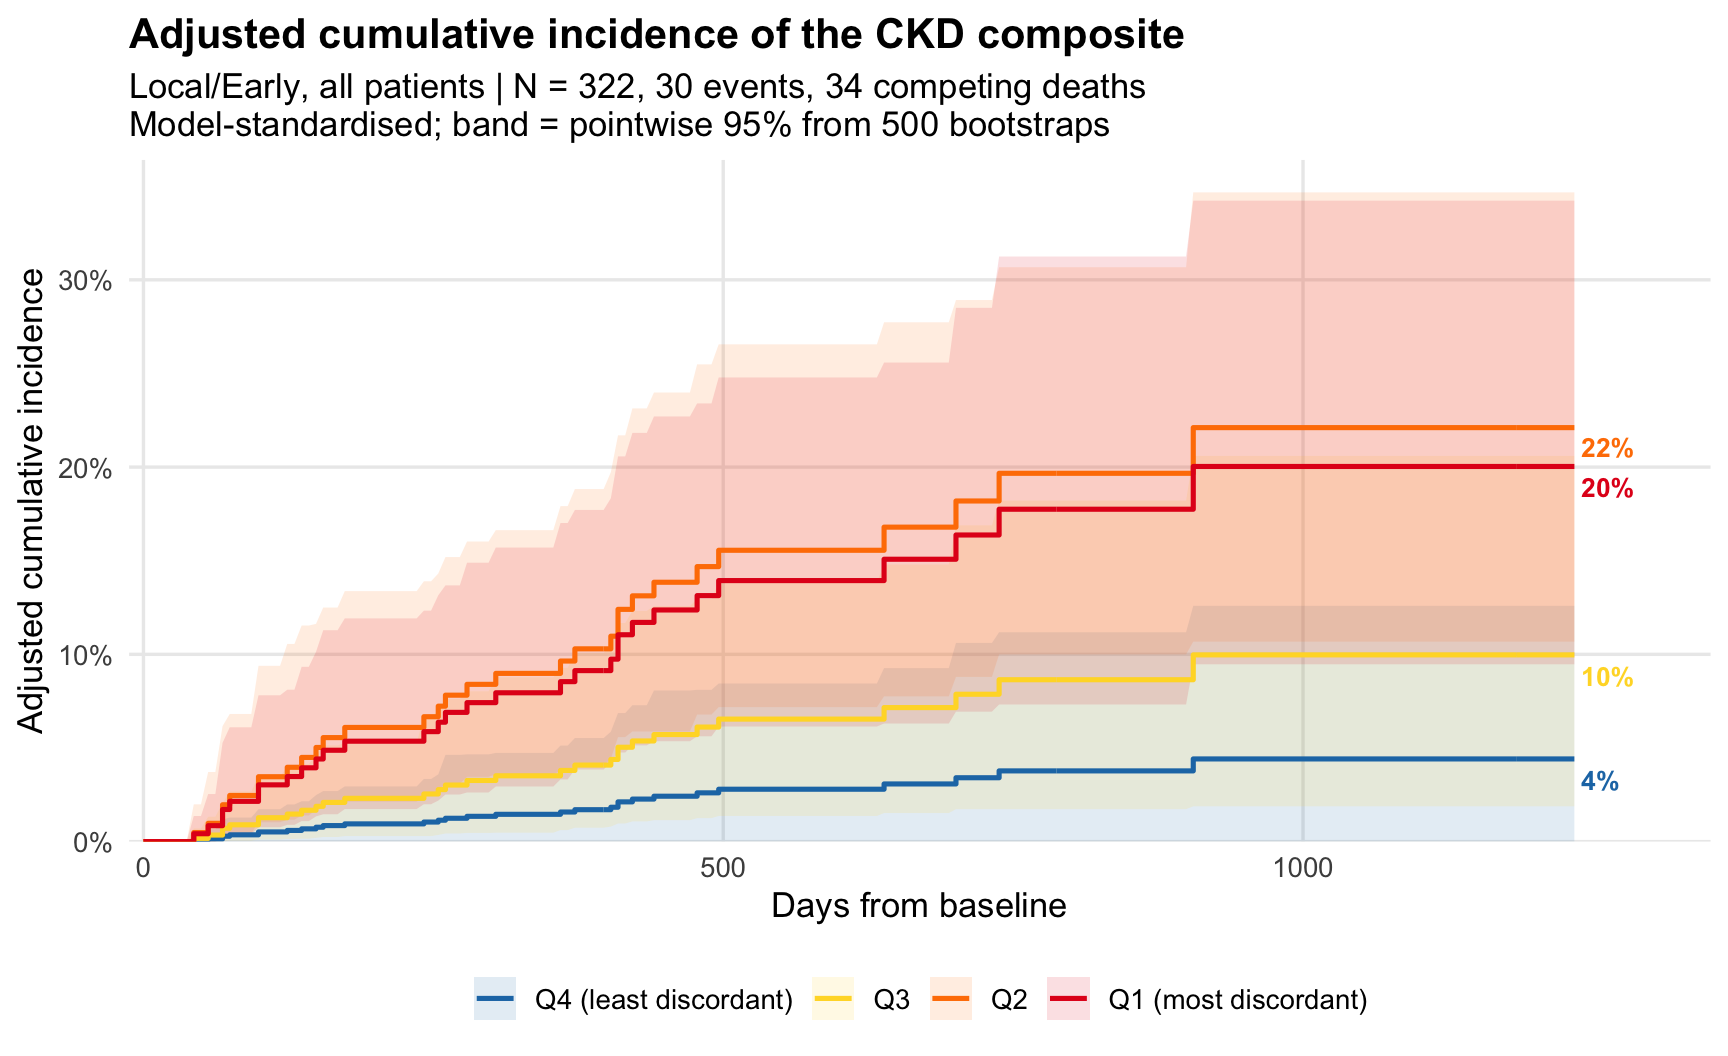 Adjusted cumulative incidence of the CKD composite
Local/Early, all patients | N = 322, 30 events, 34 competing deaths
Model-standardised; band = pointwise 95% from 500 bootstraps
Adjusted cumulative incidence
30%
20%
10%
0%
22%
20%
10%
4%
0
500
1000
Days from baseline
Q4 (least discordant)
Q3
Q2
Q1 (most discordant)